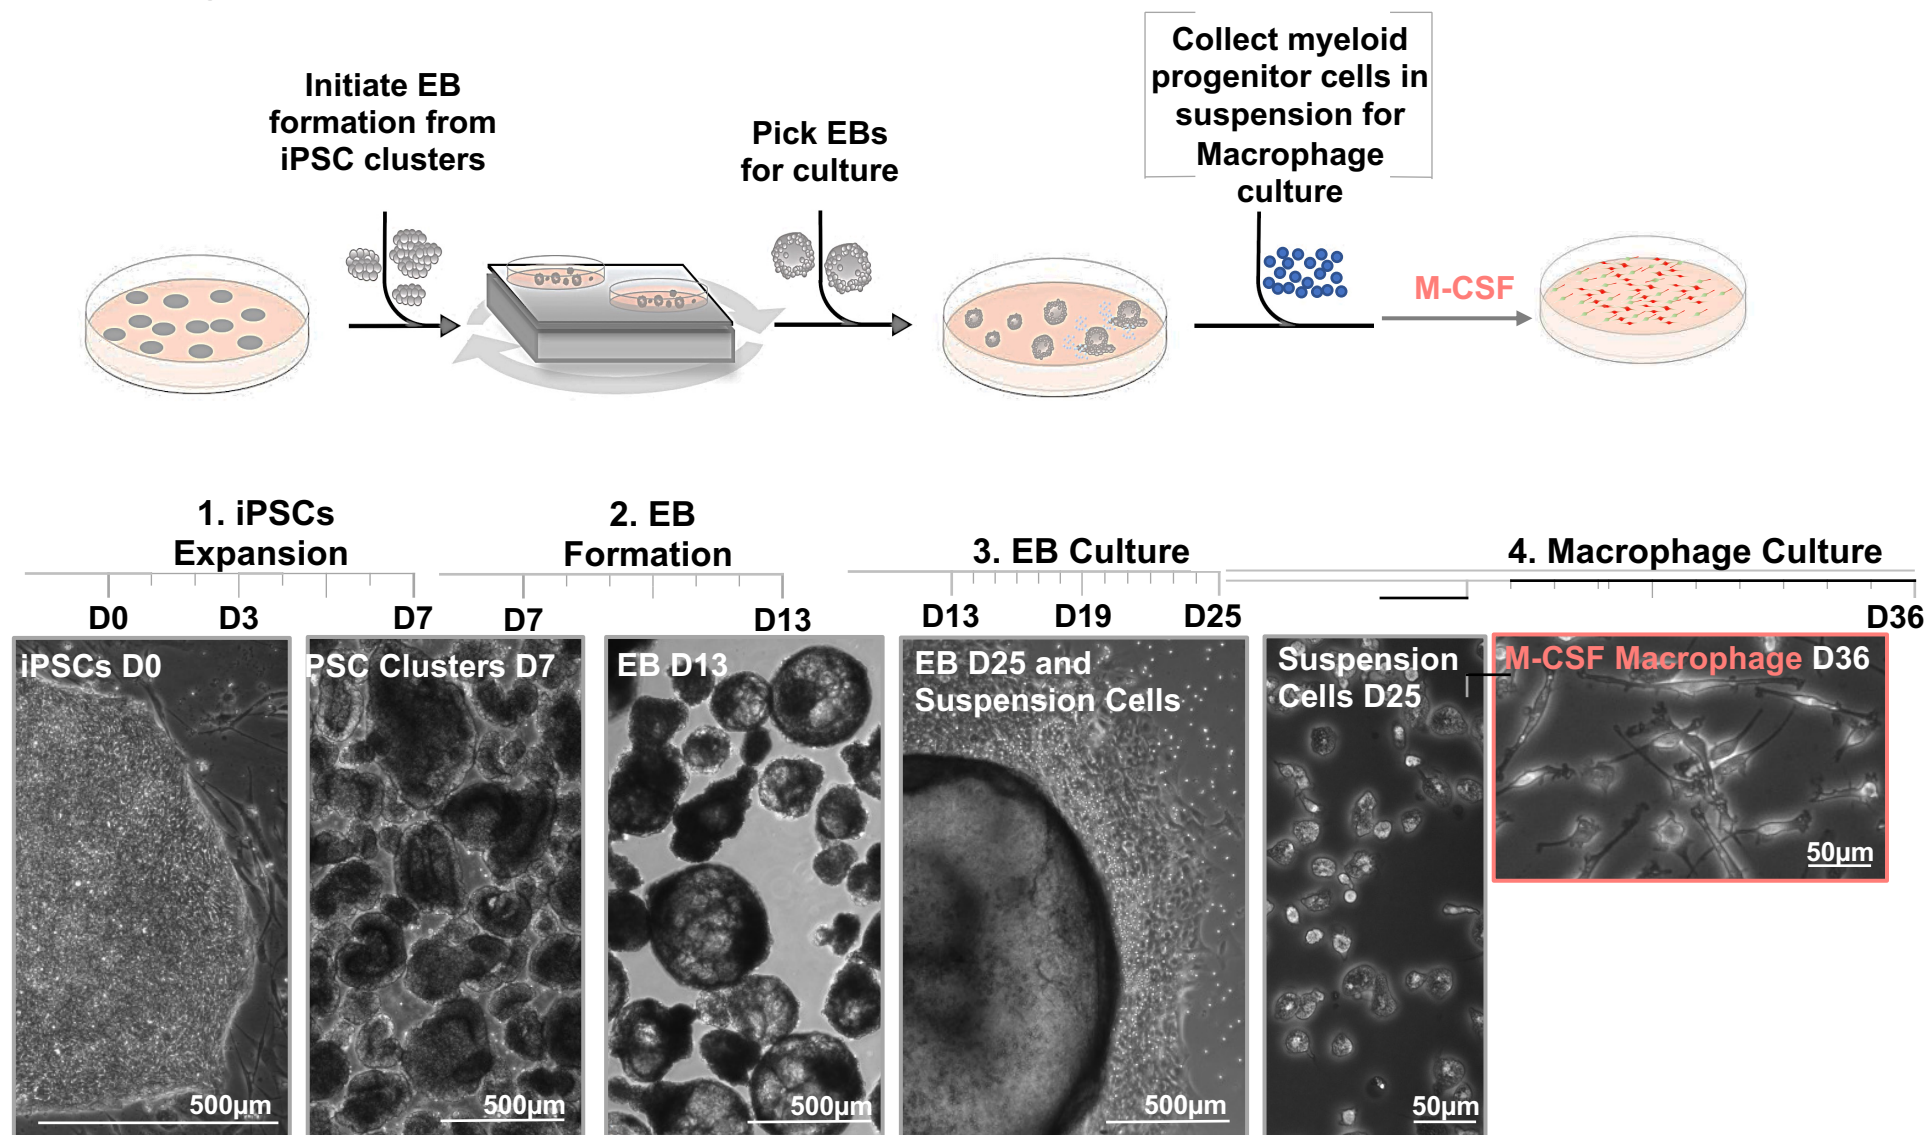 Initiate EB
formation from
iPSC clusters
Pick EBs
for culture
Collect myeloid
progenitor cells in
suspension for
Macrophage
culture
M-CSF
1. iPSCs
Expansion
2. EB
Formation
3. EB Culture
4. Macrophage Culture
D0
D3
D7
D7
D13
D13
D19
D25
D36
iPSCs D0
PSC Clusters D7
EB D13
EB D25 and
Suspension Cells
Suspension
Cells D25
M-CSF Macrophage D36
500µm
500µm
500µm
500µm
50µm
50µm